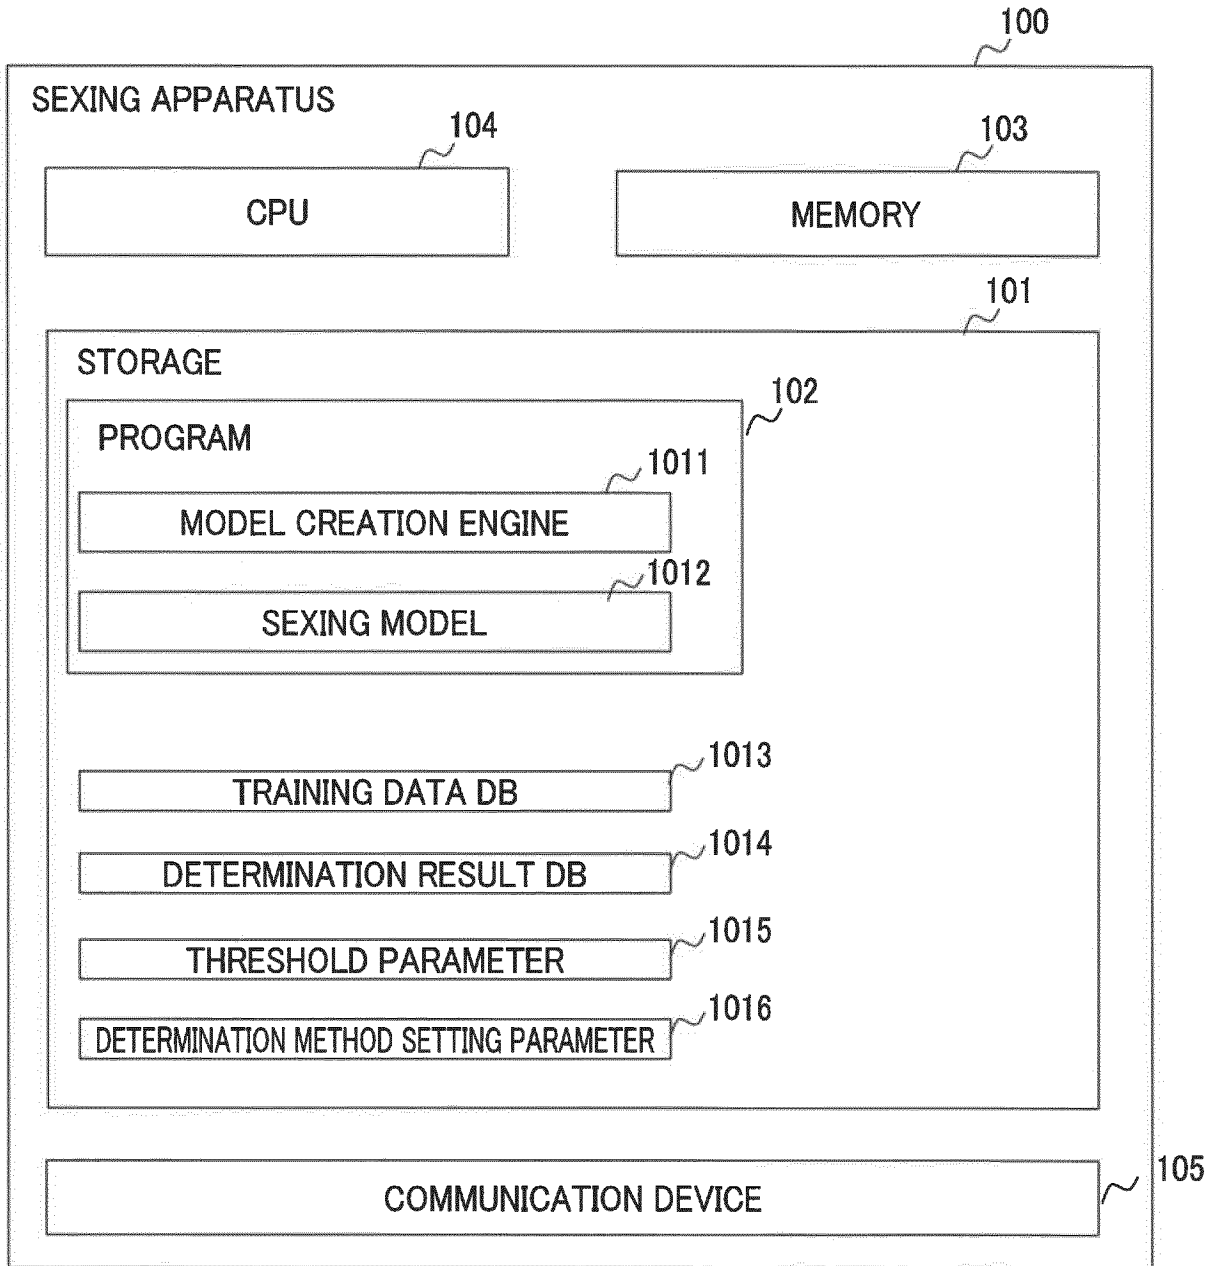 100
SEXING APPARATUS
104
103
CPU
MEMORY
101
STORAGE
102
PROGRAM
1011
MODEL CREATION ENGINE
1012
SEXING MODEL
1013
TRAINING DATA DB
1014
DETERMINATION RESULT DB
1015
THRESHOLD PARAMETER
1016
DETERMINATION METHOD SETTING PARAMETER
105
COMMUNICATION DEVICE